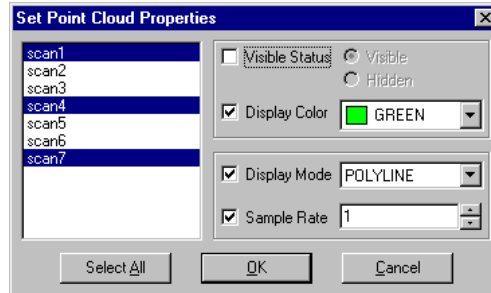 Set Point Cloud Properties
scan1
scan2
scan3
scan4
scan5
scan6
scan7
Visible Status
Visible
Hidden
Display Color
GREEN
Display Mode
POLYLINE
Sample Rate
1
Select All
OK
Cancel